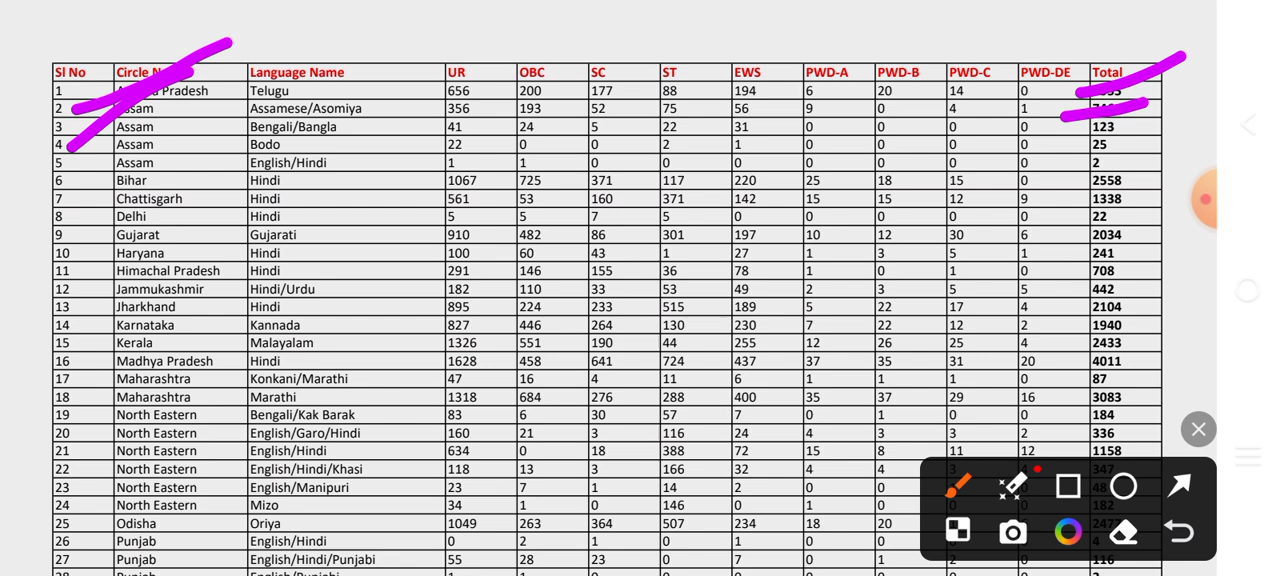 Sl No Circle Language Name UR OBC SC ST EWS PWD-A PWD-B PWD-C PWD-DE Total
1 Pradesh Telugu 656 200 177 88 194 6 20 14 0
2 Assamese/Asomiya 356 193 52 75 56 9 0 4 1
3 Assam Bengali/Bangla 41 24 5 22 31 0 0 0 0 123
4 Assam Bodo 22 0 0 2 1 0 0 0 0 25
5 Assam English/Hindi 1 1 0 0 0 0 0 0 0 2
6 Bihar Hindi 1067 725 371 117 220 25 18 15 0 2558
7 Chattisgarh Hindi 561 53 160 371 142 15 15 12 9 1338
8 Delhi Hindi 5 5 7 5 0 0 0 0 0 22
9 Gujarat Gujarati 910 482 86 301 197 10 12 30 6 2034
10 Haryana Hindi 100 60 43 1 27 1 3 5 1 241
11 Himachal Pradesh Hindi 291 146 155 36 78 1 0 1 0 708
12 Jammukashmir Hindi/Urdu 182 110 33 53 49 2 3 5 5 442
13 Jharkhand Hindi 895 224 233 515 189 5 22 17 4 2104
14 Karnataka Kannada 827 446 264 130 230 7 22 12 2 1940
15 Kerala Malayalam 1326 551 190 44 255 12 26 25 4 2433
16 Madhya Pradesh Hindi 1628 458 641 724 437 37 35 31 20 4011
17 Maharashtra Konkani/Marathi 47 16 4 11 6 1 1 1 0 87
18 Maharashtra Marathi 1318 684 276 288 400 35 37 29 16 3083
19 North Eastern Bengali/Kak Barak 83 6 30 57 7 0 1 0 0 184
20 North Eastern English/Garo/Hindi 160 21 3 116 24 4 3 3 2 336
21 North Eastern English/Hindi 634 0 18 388 72 15 8 11 12 1158
22 North Eastern English/Hindi/Khasi 118 13 3 166 32 4 4 3 4 347
23 North Eastern English/Manipuri 23 7 1 14 2 0 0
24 North Eastern Mizo 34 1 0 146 0 1 0 182
25 Odisha Oriya 1049 263 364 507 234 18 20
26 Punjab English/Hindi 0 2 1 0 1 0 0 4
27 Punjab English/Hindi/Punjabi 55 28 23 0 7 0 1 2 0 116